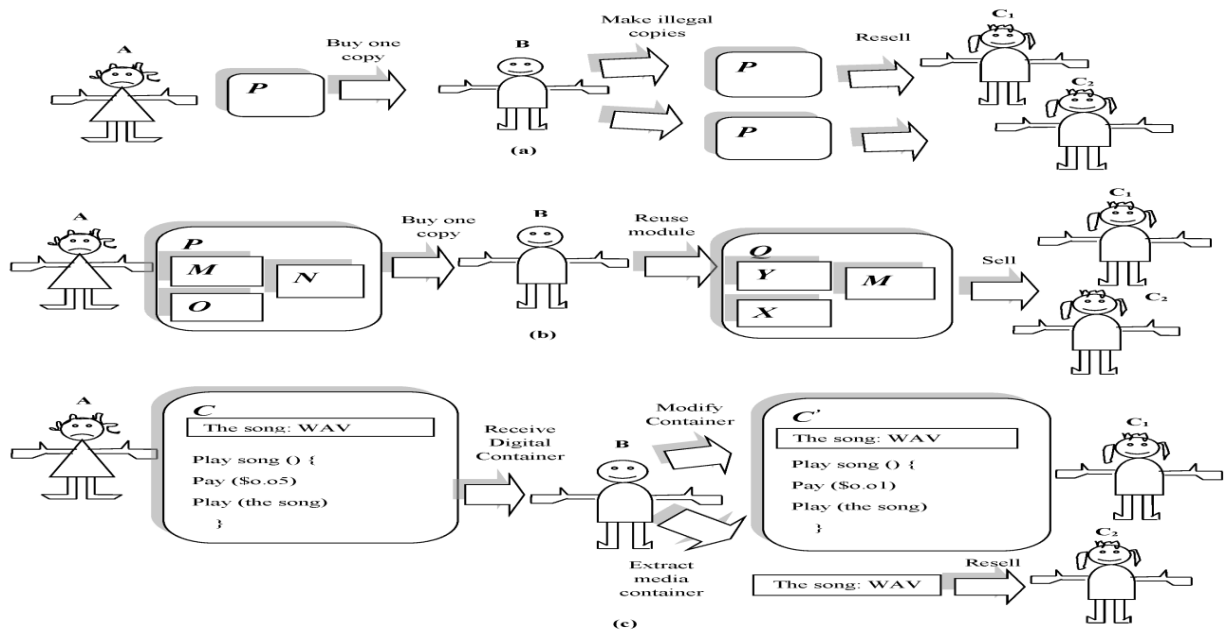 A
P
Buy one
copy
B
Make illegal
copies
P
P
Resell
C₁
C₂
(a)
A
P
M
N
O
Buy one
copy
B
Reuse
module
Q
Y
M
X
Sell
C₁
C₂
(b)
A
C
The song: WAV
Play song () {
Pay ($o.o5)
Play (the song)
}
Receive
Digital
Container
B
Modify
Container
Extract
media
container
C'
The song: WAV
Play song () {
Pay ($o.o1)
Play (the song)
}
The song: WAV
Resell
C₁
C₂
(c)